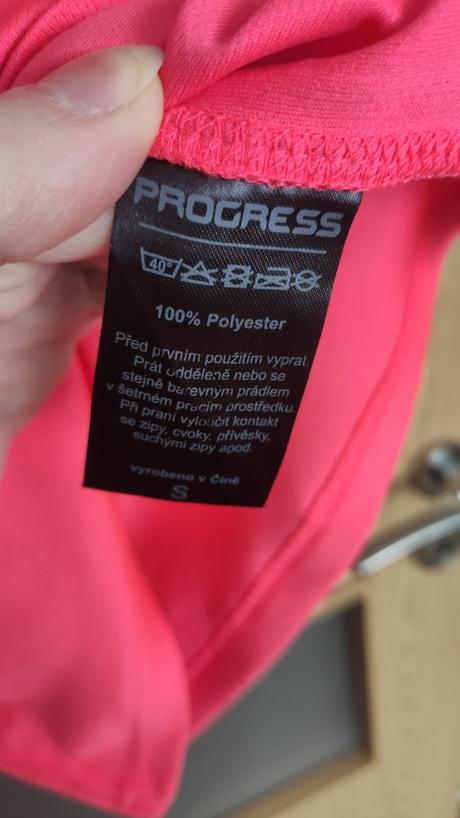 PROGRESS
40°
100% Polyester
Před prvním použitím vyprat.
Prát odděleně nebo se
stejně barevným prádlem
v šetrném pracím prostředku.
Při praní vyloučit kontakt
se zipy, cvoky, přívěsky,
suchými zipy apod.
vyrobeno v Číně
S